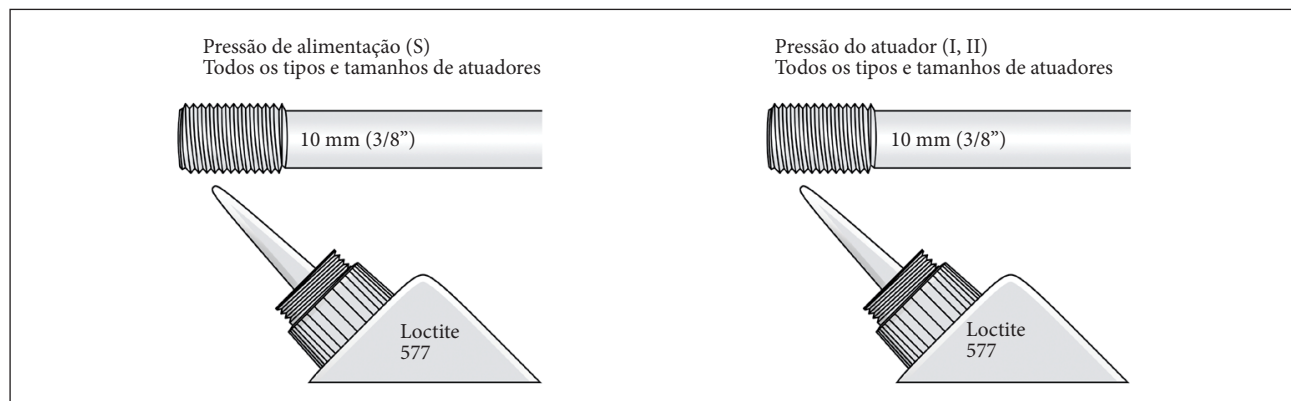 Pressão de alimentação (S)
Todos os tipos e tamanhos de atuadores
10 mm (3/8”)
Loctite
577
Pressão do atuador (I, II)
Todos os tipos e tamanhos de atuadores
10 mm (3/8”)
Loctite
577